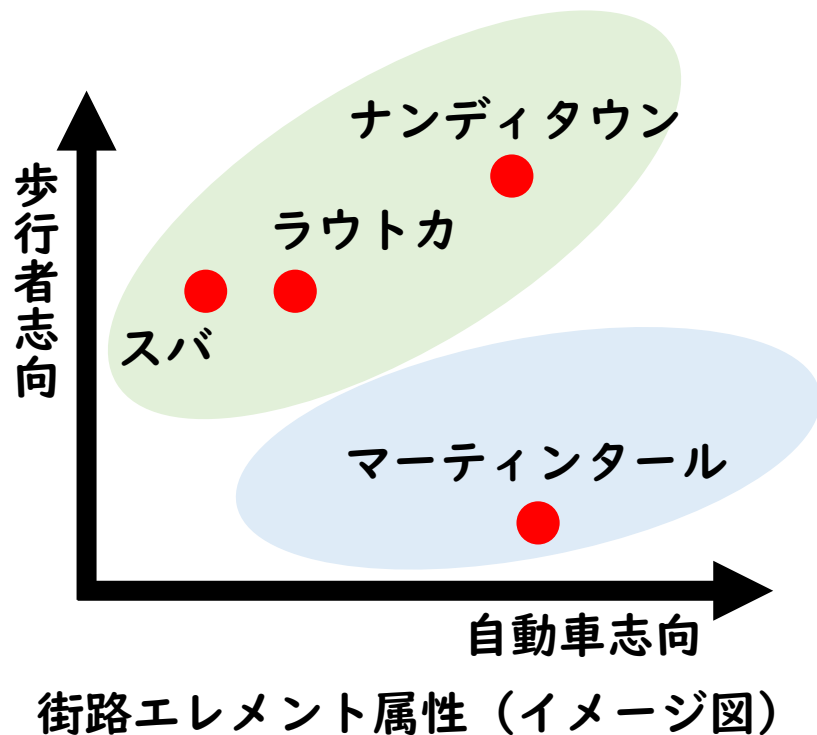 ナンディタウン
ラウトカ
スバ
歩行者志向
マーティンタール
自動車志向
街路エレメント属性（イメージ図）